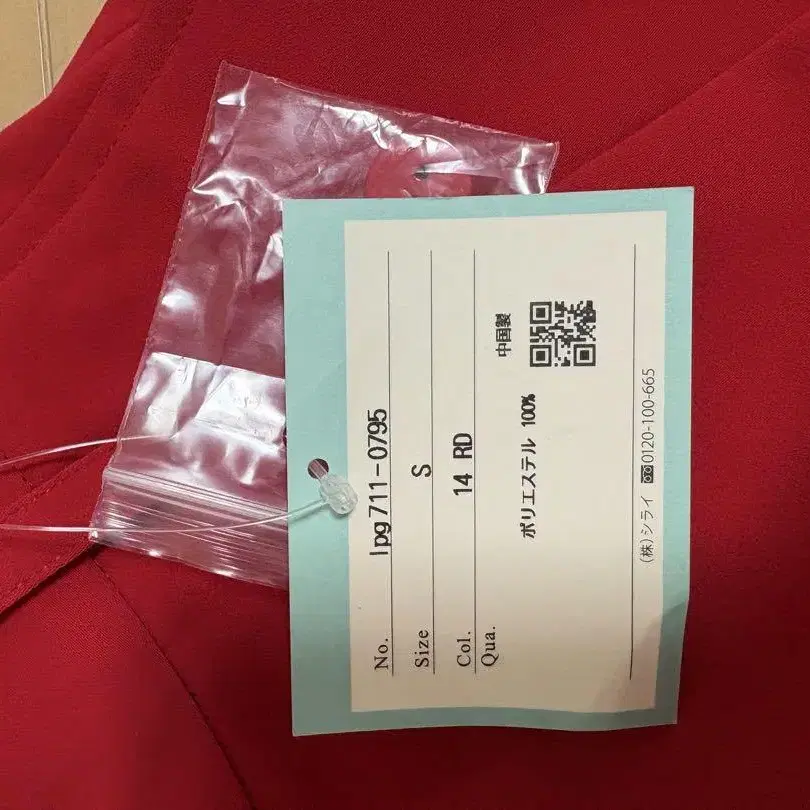 No. lpg711-0795
Size S
Col. 14 RD
Qua.
ポリエステル 100%
中国製
(株)シライ 0120-100-665